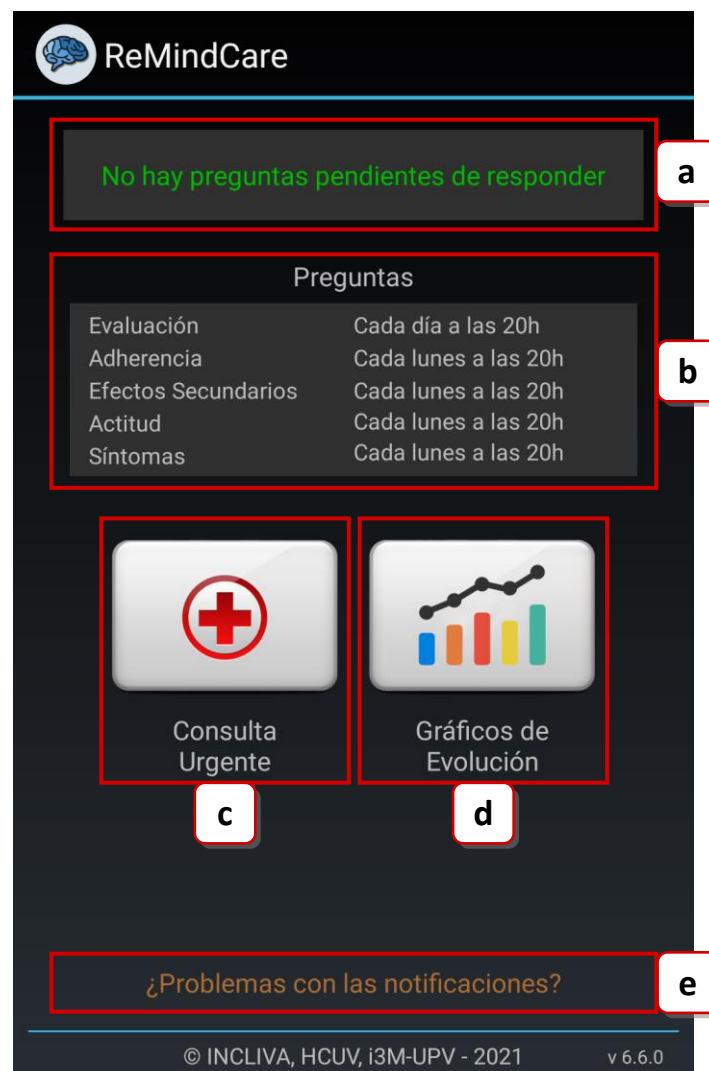 ReMindCare
No hay preguntas pendientes de responder
a
Preguntas
Evaluación Cada día a las 20h
Adherencia Cada lunes a las 20h
Efectos Secundarios Cada lunes a las 20h
Actitud Cada lunes a las 20h
Síntomas Cada lunes a las 20h
b
Consulta
Urgente
c
Gráficos de
Evolución
d
¿Problemas con las notificaciones?
e
© INCLIVA, HCUV, i3M-UPV - 2021 v 6.6.0